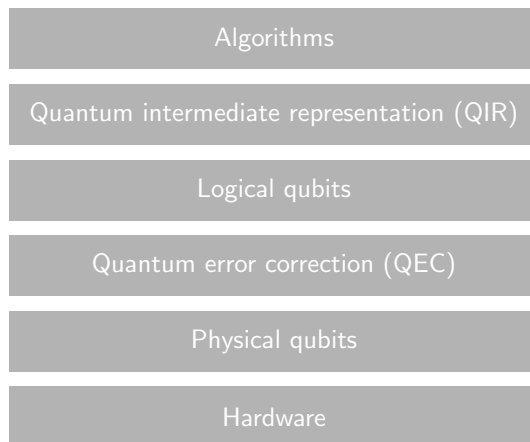 Algorithms
Quantum intermediate representation (QIR)
Logical qubits
Quantum error correction (QEC)
Physical qubits
Hardware